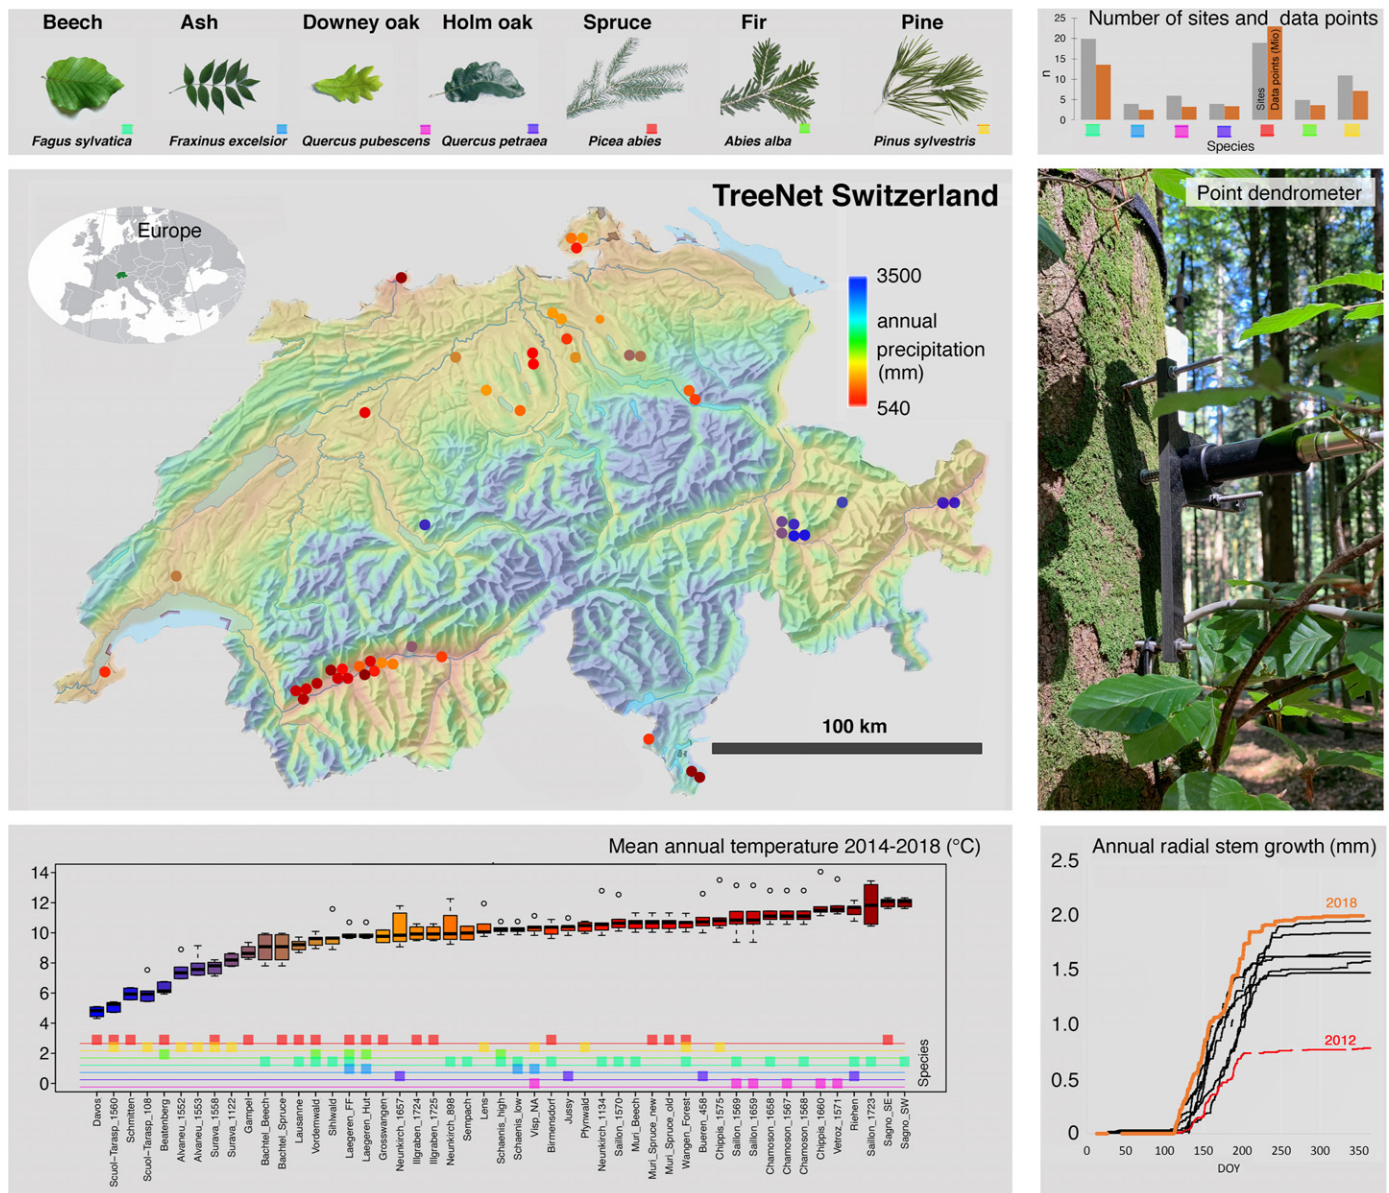 Beech
Ash
Downey oak
Holm oak
Spruce
Fir
Pine
Fagus sylvatica
Fraxinus excelsior
Quercus pubescens
Quercus petraea
Picea abies
Abies alba
Pinus sylvestris
Number of sites and data points
25
20
15
10
5
0
n
Sites
Data points (Mio)
Species
TreeNet Switzerland
Europe
3500
annual
precipitation
(mm)
540
100 km
Point dendrometer
Mean annual temperature 2014-2018 (°C)
14
12
10
8
6
4
2
0
Species
Davos
Scuol-Tarasp_1560
Schmitten
Scuol-Tarasp_108
Beatenberg
Alvaneu_1552
Alvaneu_1553
Surava_1558
Surava_1122
Gampel
Bachtel_Beech
Bachtel_Spruce
Lausanne
Vordemwald
Sihlwald
Laegeren_FF
Laegeren_Hut
Grosswangen
Neunkirch_1657
Illgraben_1724
Illgraben_1725
Neunkirch_898
Sempach
Lens
Schaenis_high
Schaenis_low
Visp_NA
Birmensdorf
Jussy
Pfynwald
Neunkirch_1134
Saillon_1570
Muri_Beech
Muri_Spruce_new
Muri_Spruce_old
Wangen_Forest
Bueren_458
Chippis_1575
Saillon_1569
Saillon_1659
Chamoson_1658
Chamoson_1567
Chamoson_1568
Chippis_1660
Vetroz_1571
Riehen
Saillon_1723
Sagno_SE
Sagno_SW
Annual radial stem growth (mm)
2.5
2.0
1.5
1.0
0.5
0
2018
2012
0
50
100
150
200
250
300
350
DOY